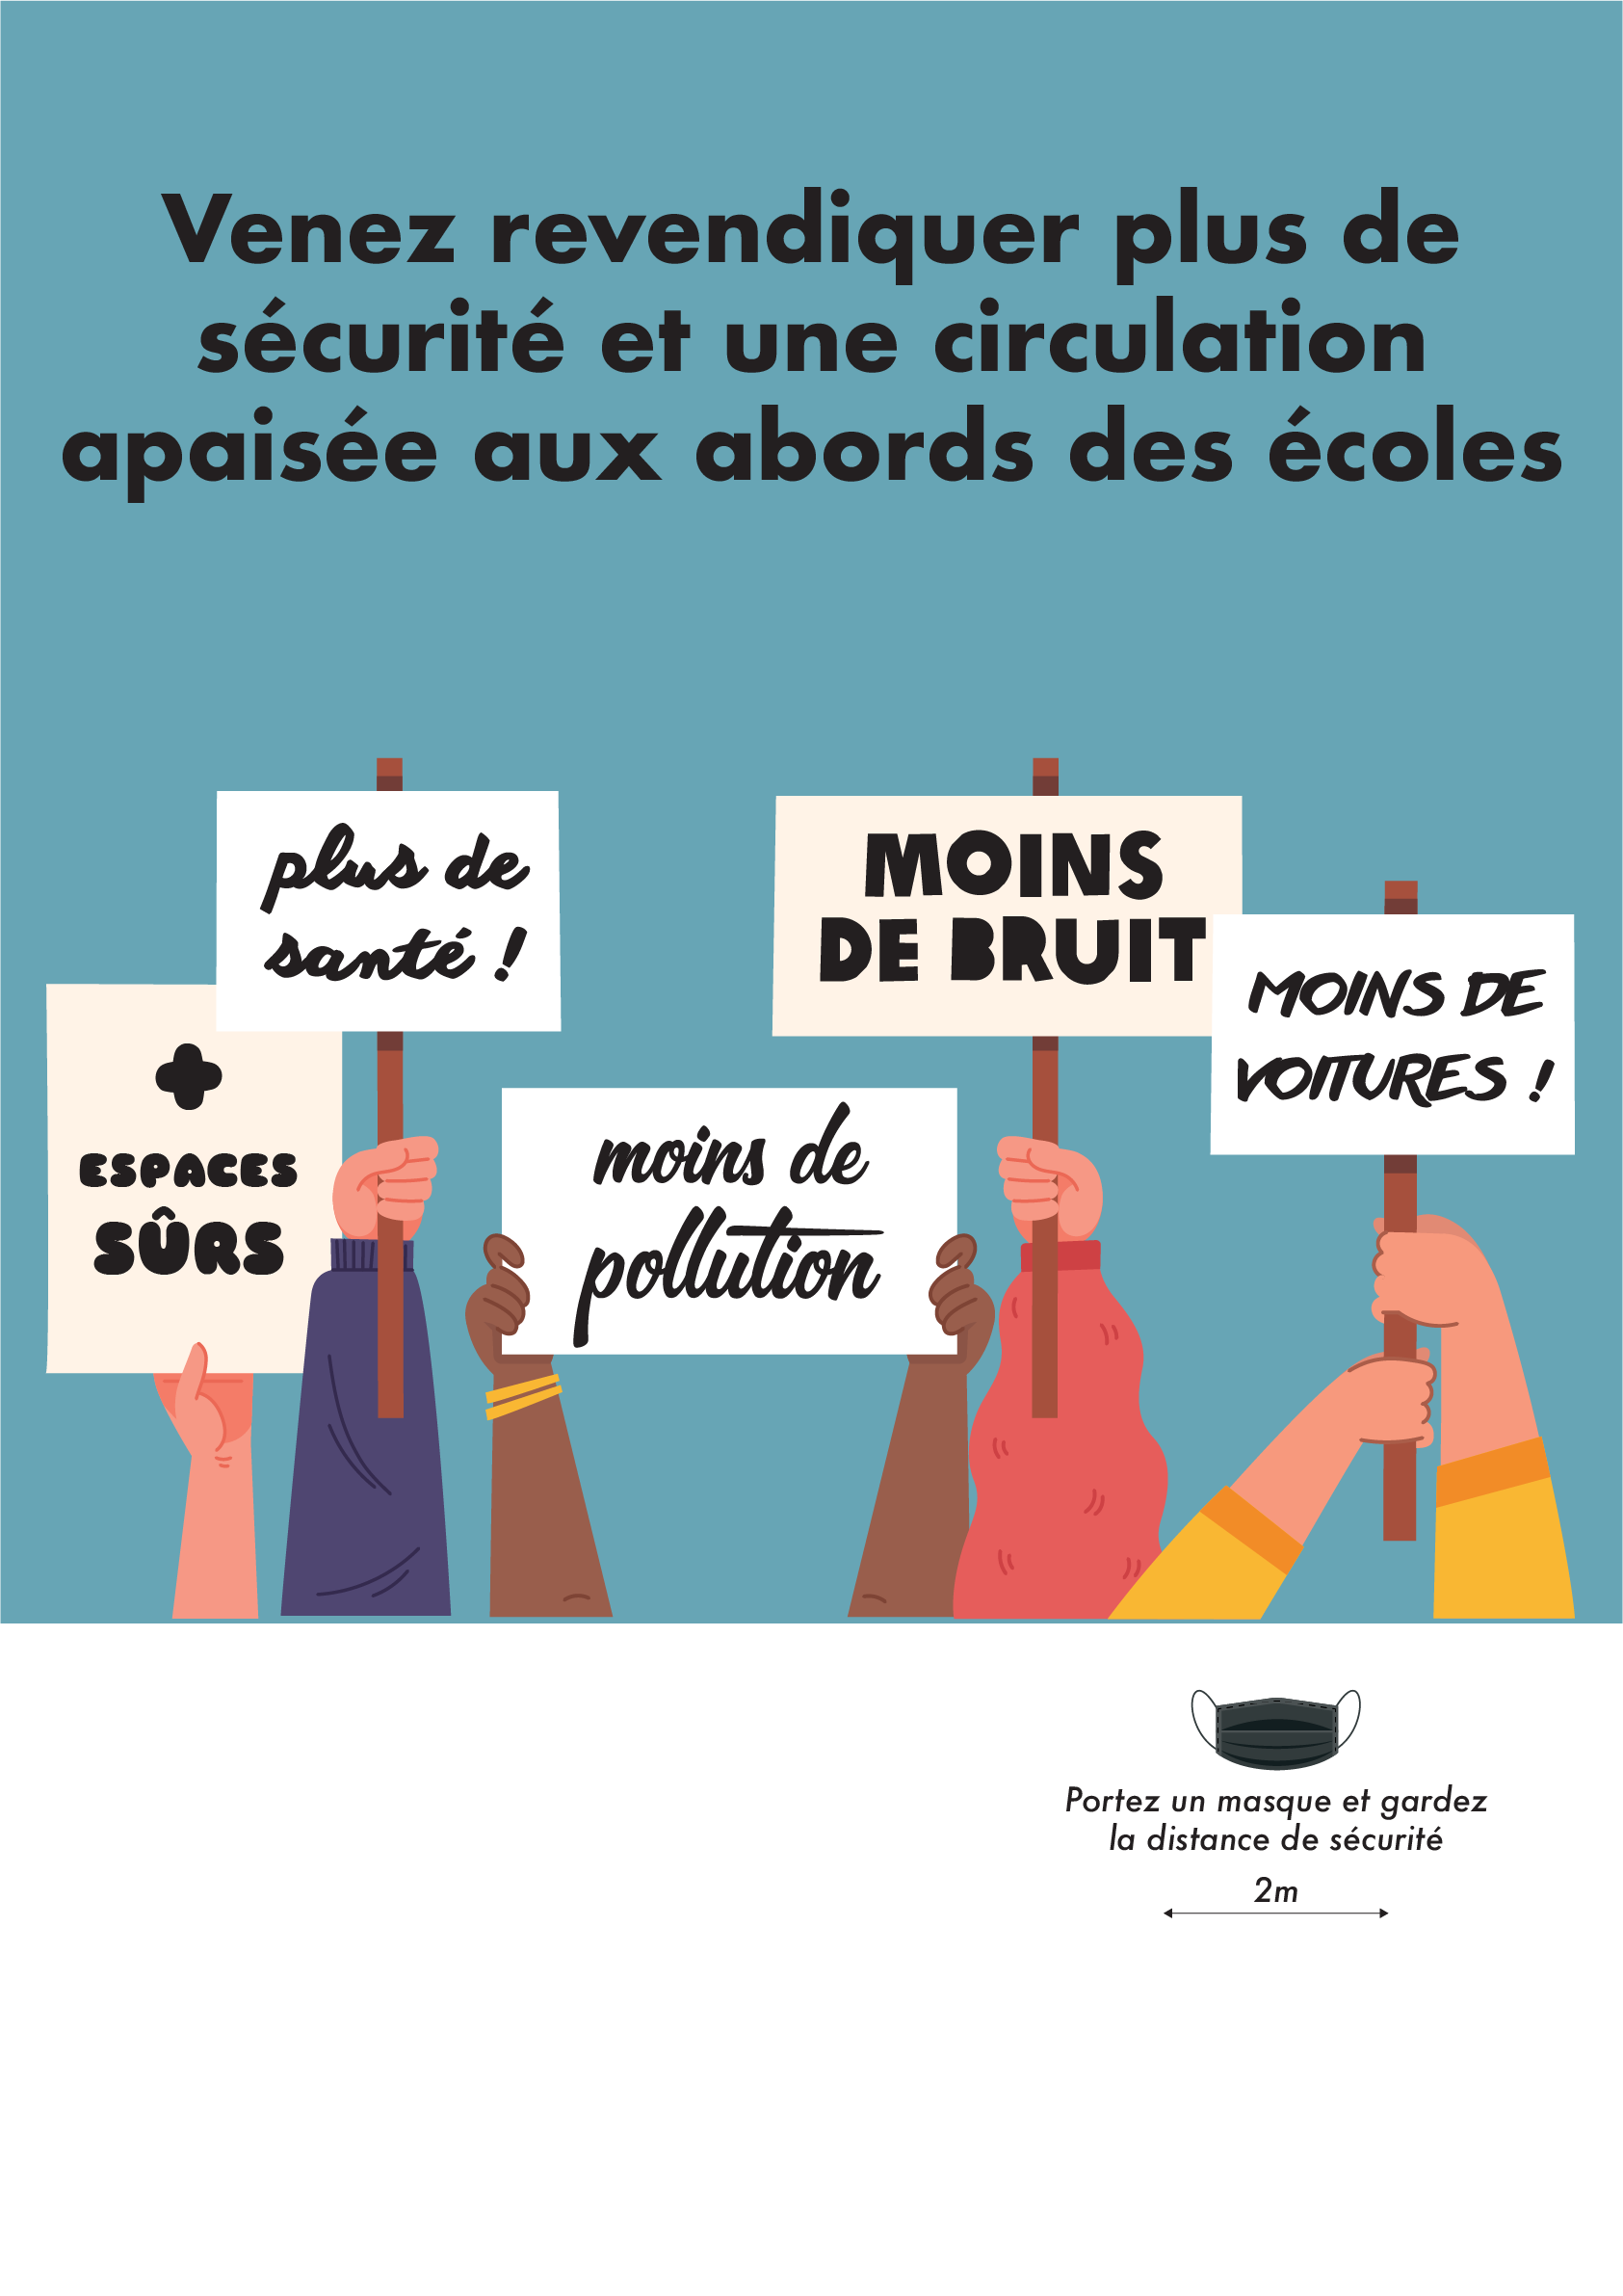 Venez revendiquer plus de
sécurité et une circulation
apaisée aux abords des écoles
plus de
santé !
MOINS
DE BRUIT
MOINS DE
VOITURES !
+
ESPACES
SÛRS
moins de
pollution
Portez un masque et gardez
la distance de sécurité
2m